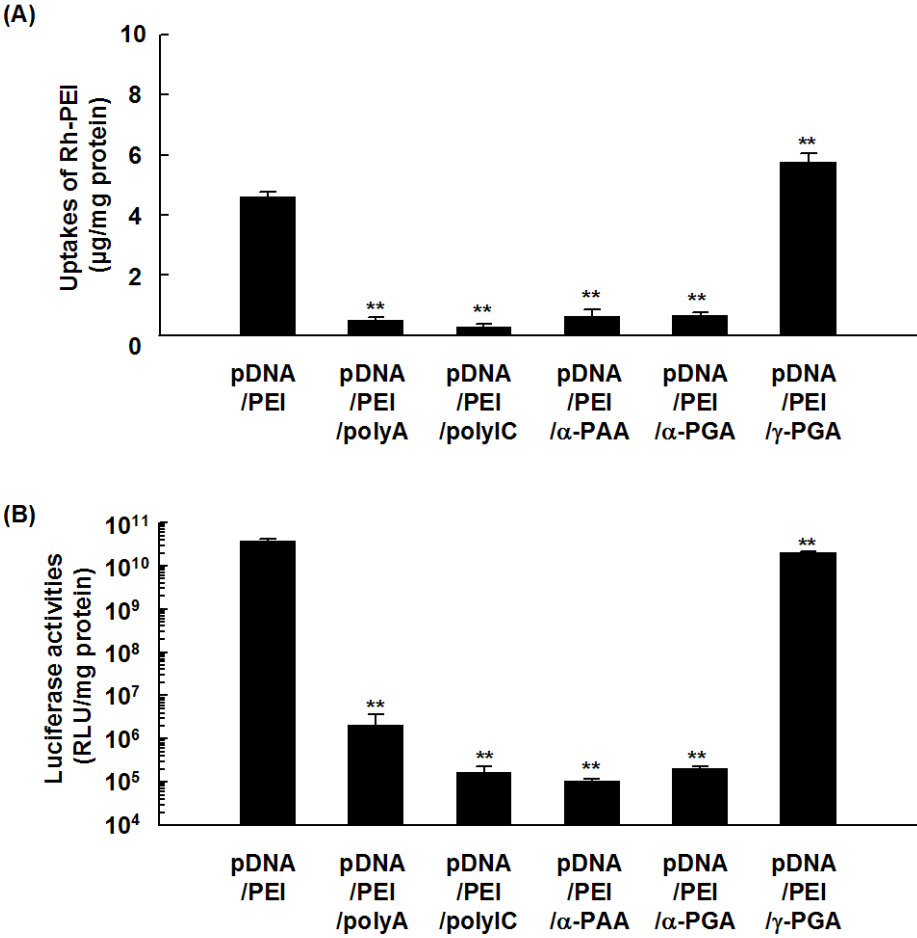 (A)
Uptakes of Rh-PEI
(µg/mg protein)
10
8
6
4
2
0
**
**
**
**
**
pDNA
/PEI
pDNA
/PEI
/polyA
pDNA
/PEI
/polyIC
pDNA
/PEI
/α-PAA
pDNA
/PEI
/α-PGA
pDNA
/PEI
/γ-PGA
(B)
Luciferase activities
(RLU/mg protein)
10¹¹
10¹⁰
10⁹
10⁸
10⁷
10⁶
10⁵
10⁴
**
**
**
**
**
pDNA
/PEI
pDNA
/PEI
/polyA
pDNA
/PEI
/polyIC
pDNA
/PEI
/α-PAA
pDNA
/PEI
/α-PGA
pDNA
/PEI
/γ-PGA